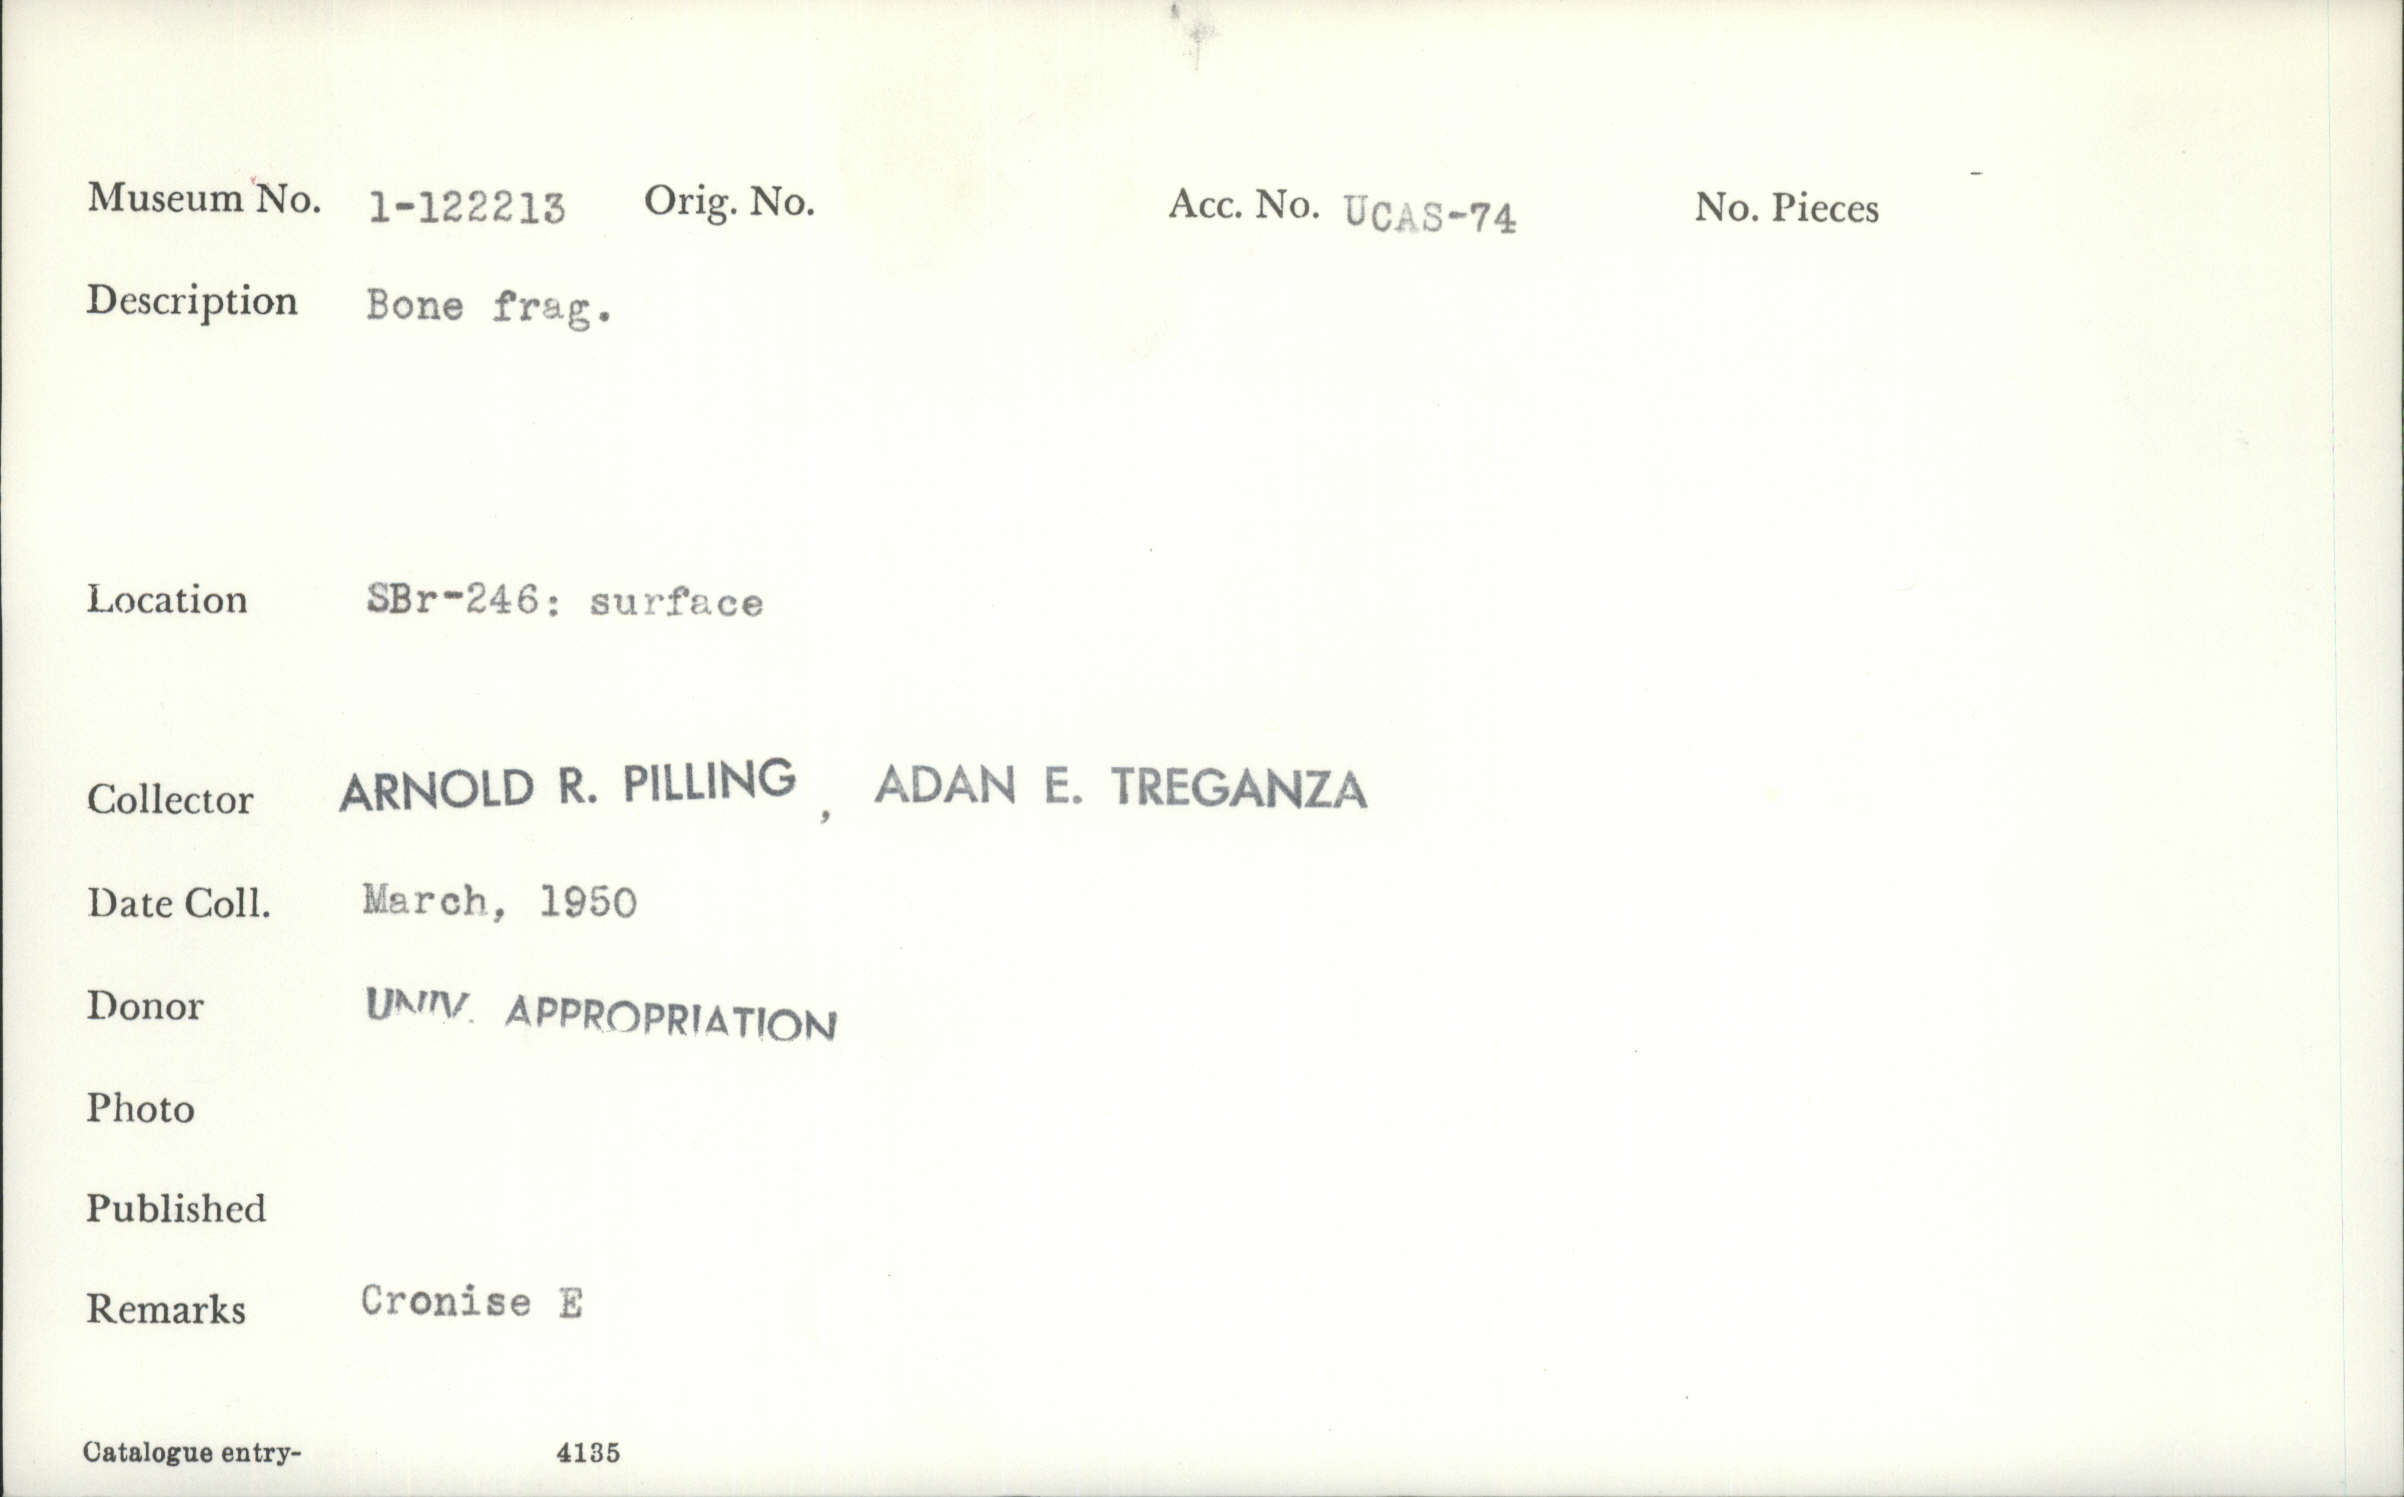 Museum No. 1-122213 Orig. No. Acc. No. UCAS-74 No. Pieces
Description Bone frag.
Location SBr-246: surface
Collector ARNOLD R. PILLING , ADAN E. TREGANZA
Date Coll. March, 1950
Donor UNIV. APPROPRIATION
Photo
Published
Remarks Cronise E
Catalogue entry- 4135